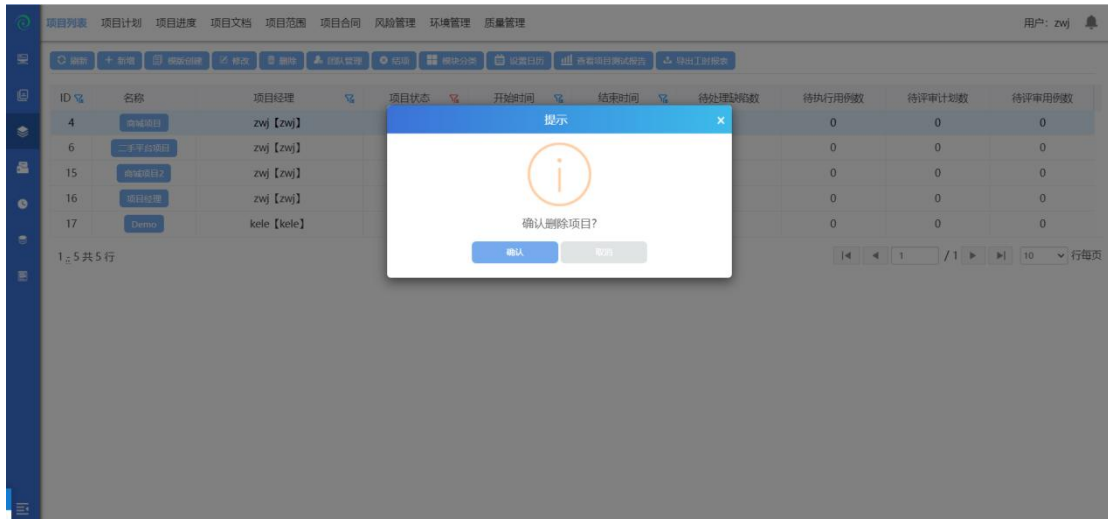 项目列表 项目计划 项目进度 项目文档 项目范围 项目合同 风险管理 环境管理 质量管理 用户: zwj
刷新 新增 模版创建 修改 删除 团队管理 结项 模块分类 设置日历 查看项目测试报告 导出工时报表
ID 名称 项目经理 项目状态 开始时间 结束时间 待处理缺陷数 待执行用例数 待评审计划数 待评审用例数
4 商城项目 zwj【zwj】 0 0 0
6 二手平台项目 zwj【zwj】 0 0 0
15 商城项目2 zwj【zwj】 0 0 0
16 项目经理 zwj【zwj】 0 0 0
17 Demo kele【kele】 0 0 0
提示 ×
确认删除项目?
确认 取消
1 - 5 共 5 行 1 / 1 10 行每页